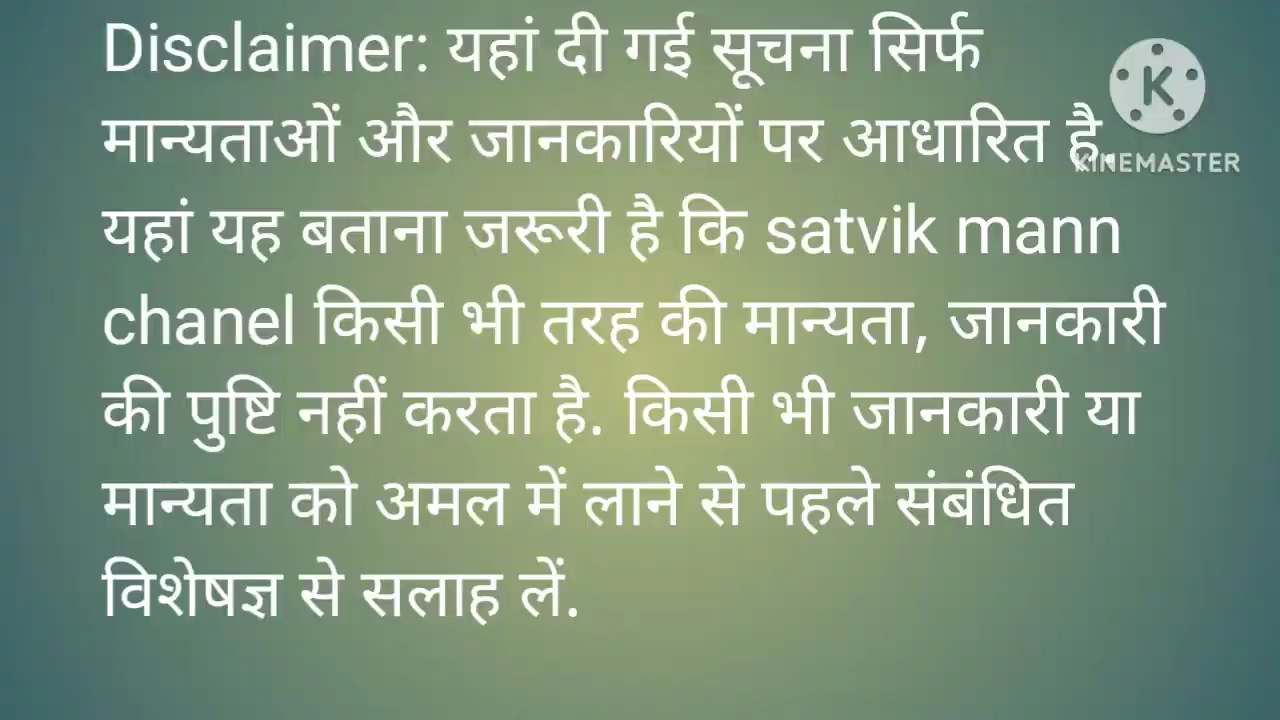 Disclaimer: यहां दी गई सूचना सिर्फ
मान्यताओं और जानकारियों पर आधारित है.
यहां यह बताना जरूरी है कि satvik mann
chanel किसी भी तरह की मान्यता, जानकारी
की पुष्टि नहीं करता है. किसी भी जानकारी या
मान्यता को अमल में लाने से पहले संबंधित
विशेषज्ञ से सलाह लें.
K
KINEMASTER